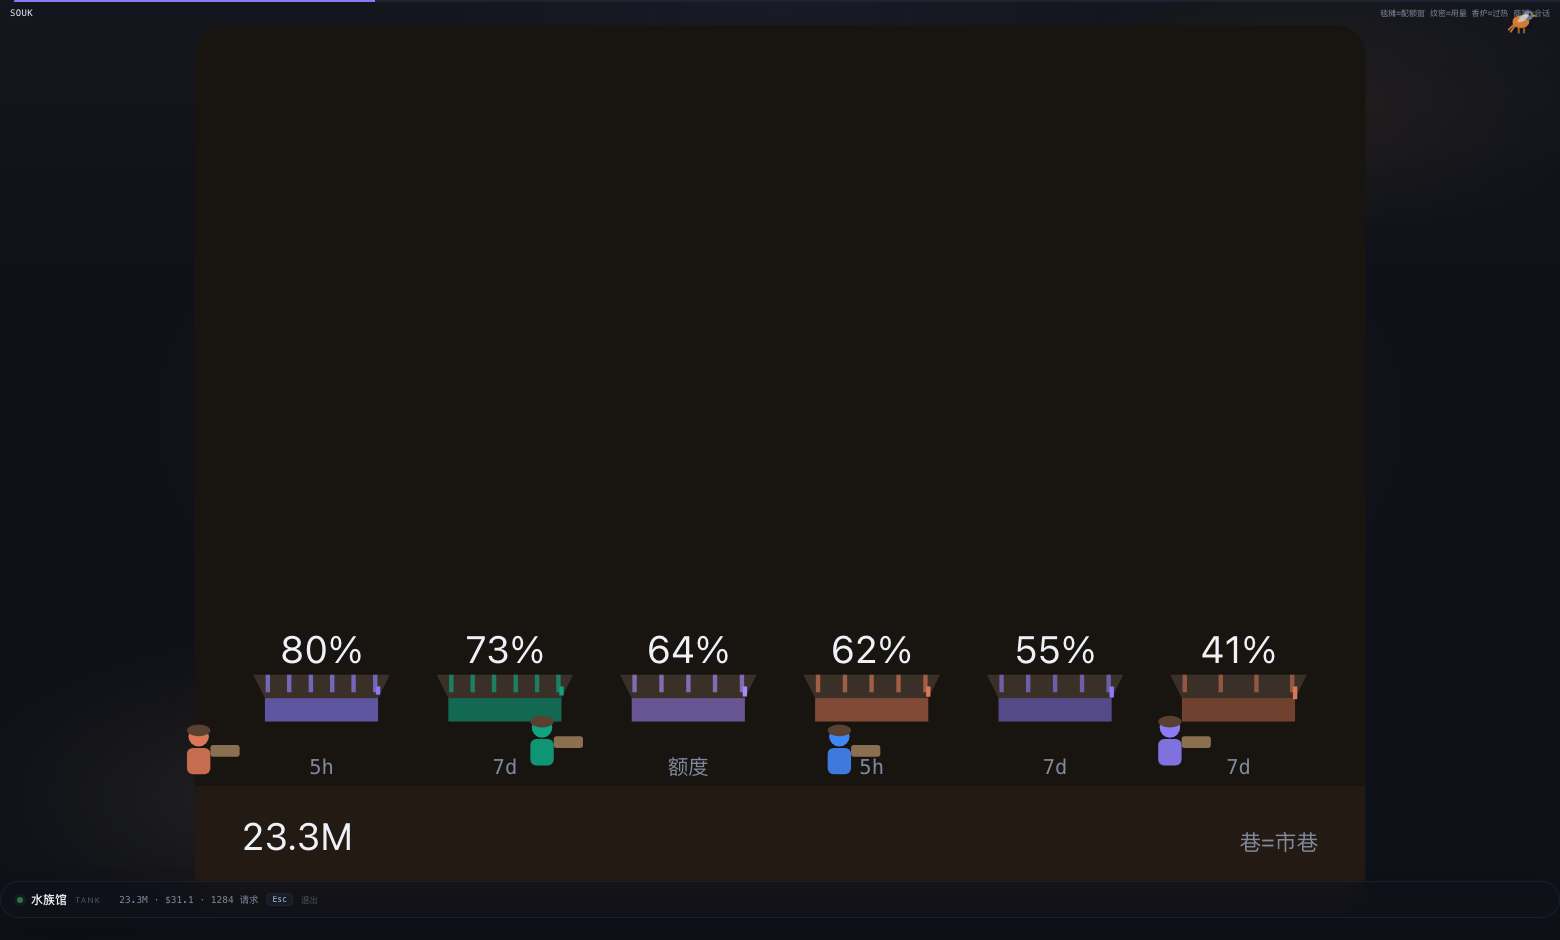 SOUK
毯摊=配额窗 纹密=用量 香炉=过热 会话
80% 73% 64% 62% 55% 41%
5h 7d 额度 5h 7d 7d
23.3M
巷=市巷
水族馆 TANK 23.3M · $31.1 · 1284 请求 Esc 退出